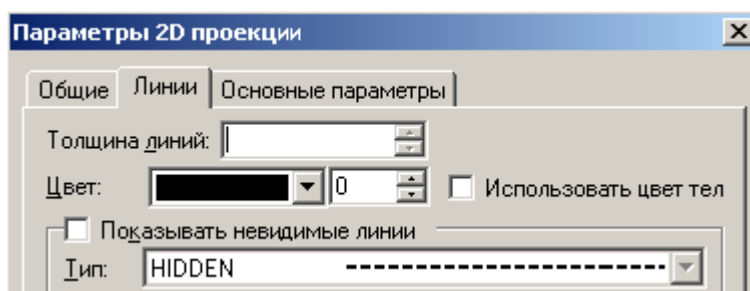 Параметры 2D проекции
Общие Линии Основные параметры
Толщина линий:
Цвет: 0 Использовать цвет тел
Показывать невидимые линии
Тип: HIDDEN